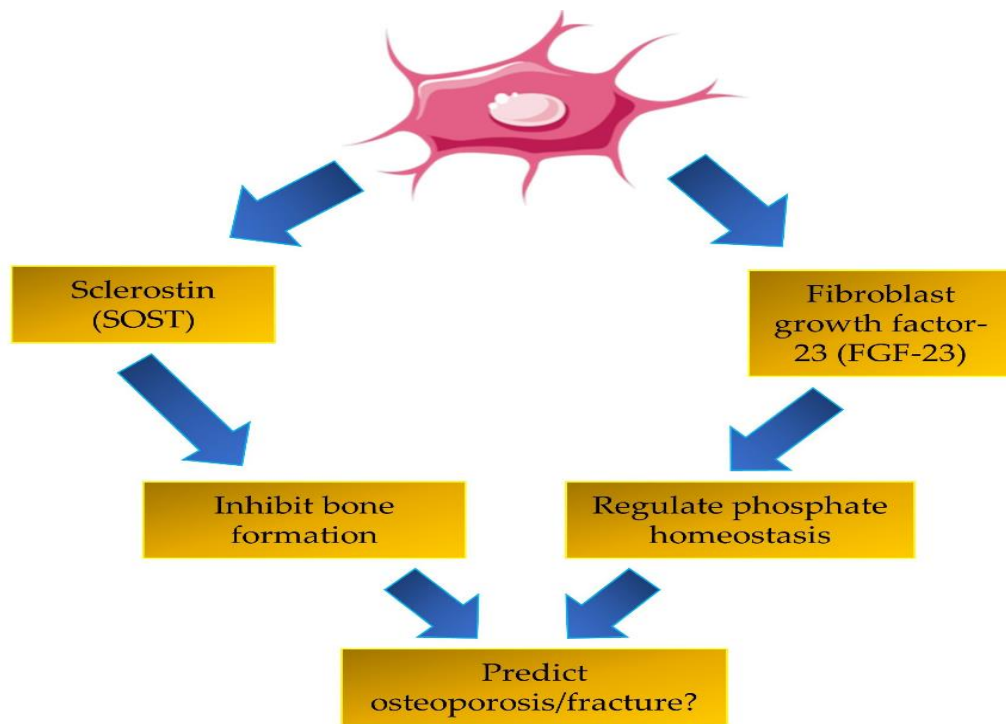 Sclerostin
(SOST)
Fibroblast
growth factor-
23 (FGF-23)
Inhibit bone
formation
Regulate phosphate
homeostasis
Predict
osteoporosis/fracture?